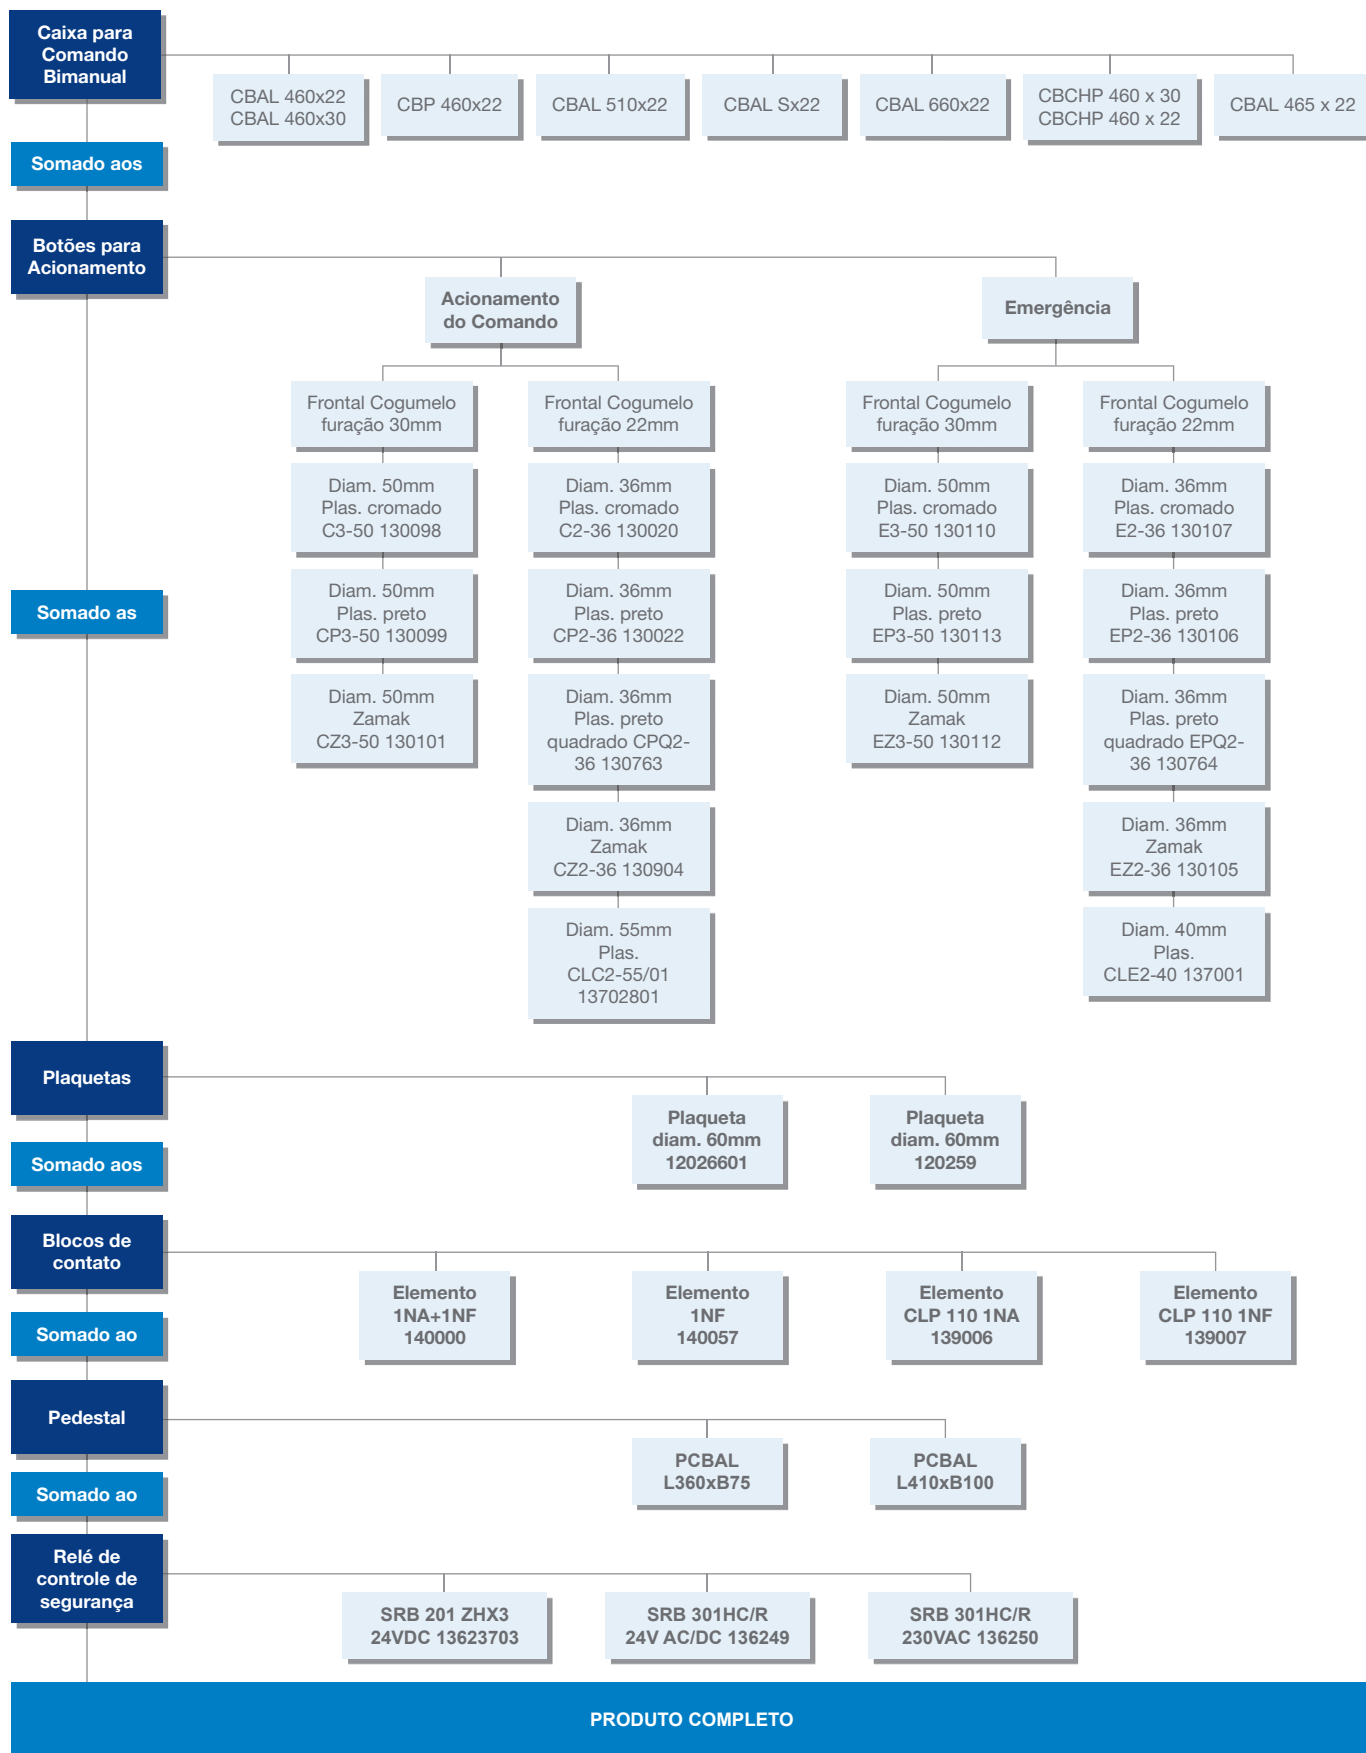 Caixa para
Comando
Bimanual
CBAL 460x22
CBAL 460x30
CBP 460x22
CBAL 510x22
CBAL Sx22
CBAL 660x22
CBCHP 460 x 30
CBCHP 460 x 22
CBAL 465 x 22
Somado aos
Botões para
Acionamento
Acionamento
do Comando
Emergência
Frontal Cogumelo
furação 30mm
Diam. 50mm
Plas. cromado
C3-50 130098
Diam. 50mm
Plas. preto
CP3-50 130099
Diam. 50mm
Zamak
CZ3-50 130101
Frontal Cogumelo
furação 22mm
Diam. 36mm
Plas. cromado
C2-36 130020
Diam. 36mm
Plas. preto
CP2-36 130022
Diam. 36mm
Plas. preto
quadrado CPQ2-
36 130763
Diam. 36mm
Zamak
CZ2-36 130904
Diam. 55mm
Plas.
CLC2-55/01
13702801
Frontal Cogumelo
furação 30mm
Diam. 50mm
Plas. cromado
E3-50 130110
Diam. 50mm
Plas. preto
EP3-50 130113
Diam. 50mm
Zamak
EZ3-50 130112
Frontal Cogumelo
furação 22mm
Diam. 36mm
Plas. cromado
E2-36 130107
Diam. 36mm
Plas. preto
EP2-36 130106
Diam. 36mm
Plas. preto
quadrado EPQ2-
36 130764
Diam. 36mm
Zamak
EZ2-36 130105
Diam. 40mm
Plas.
CLE2-40 137001
Somado as
Plaquetas
Plaqueta
diam. 60mm
12026601
Plaqueta
diam. 60mm
120259
Somado aos
Blocos de
contato
Elemento
1NA+1NF
140000
Elemento
1NF
140057
Elemento
CLP 110 1NA
139006
Elemento
CLP 110 1NF
139007
Somado ao
Pedestal
PCBAL
L360xB75
PCBAL
L410xB100
Somado ao
Relé de
controle de
segurança
SRB 201 ZHX3
24VDC 13623703
SRB 301HC/R
24V AC/DC 136249
SRB 301HC/R
230VAC 136250
PRODUTO COMPLETO